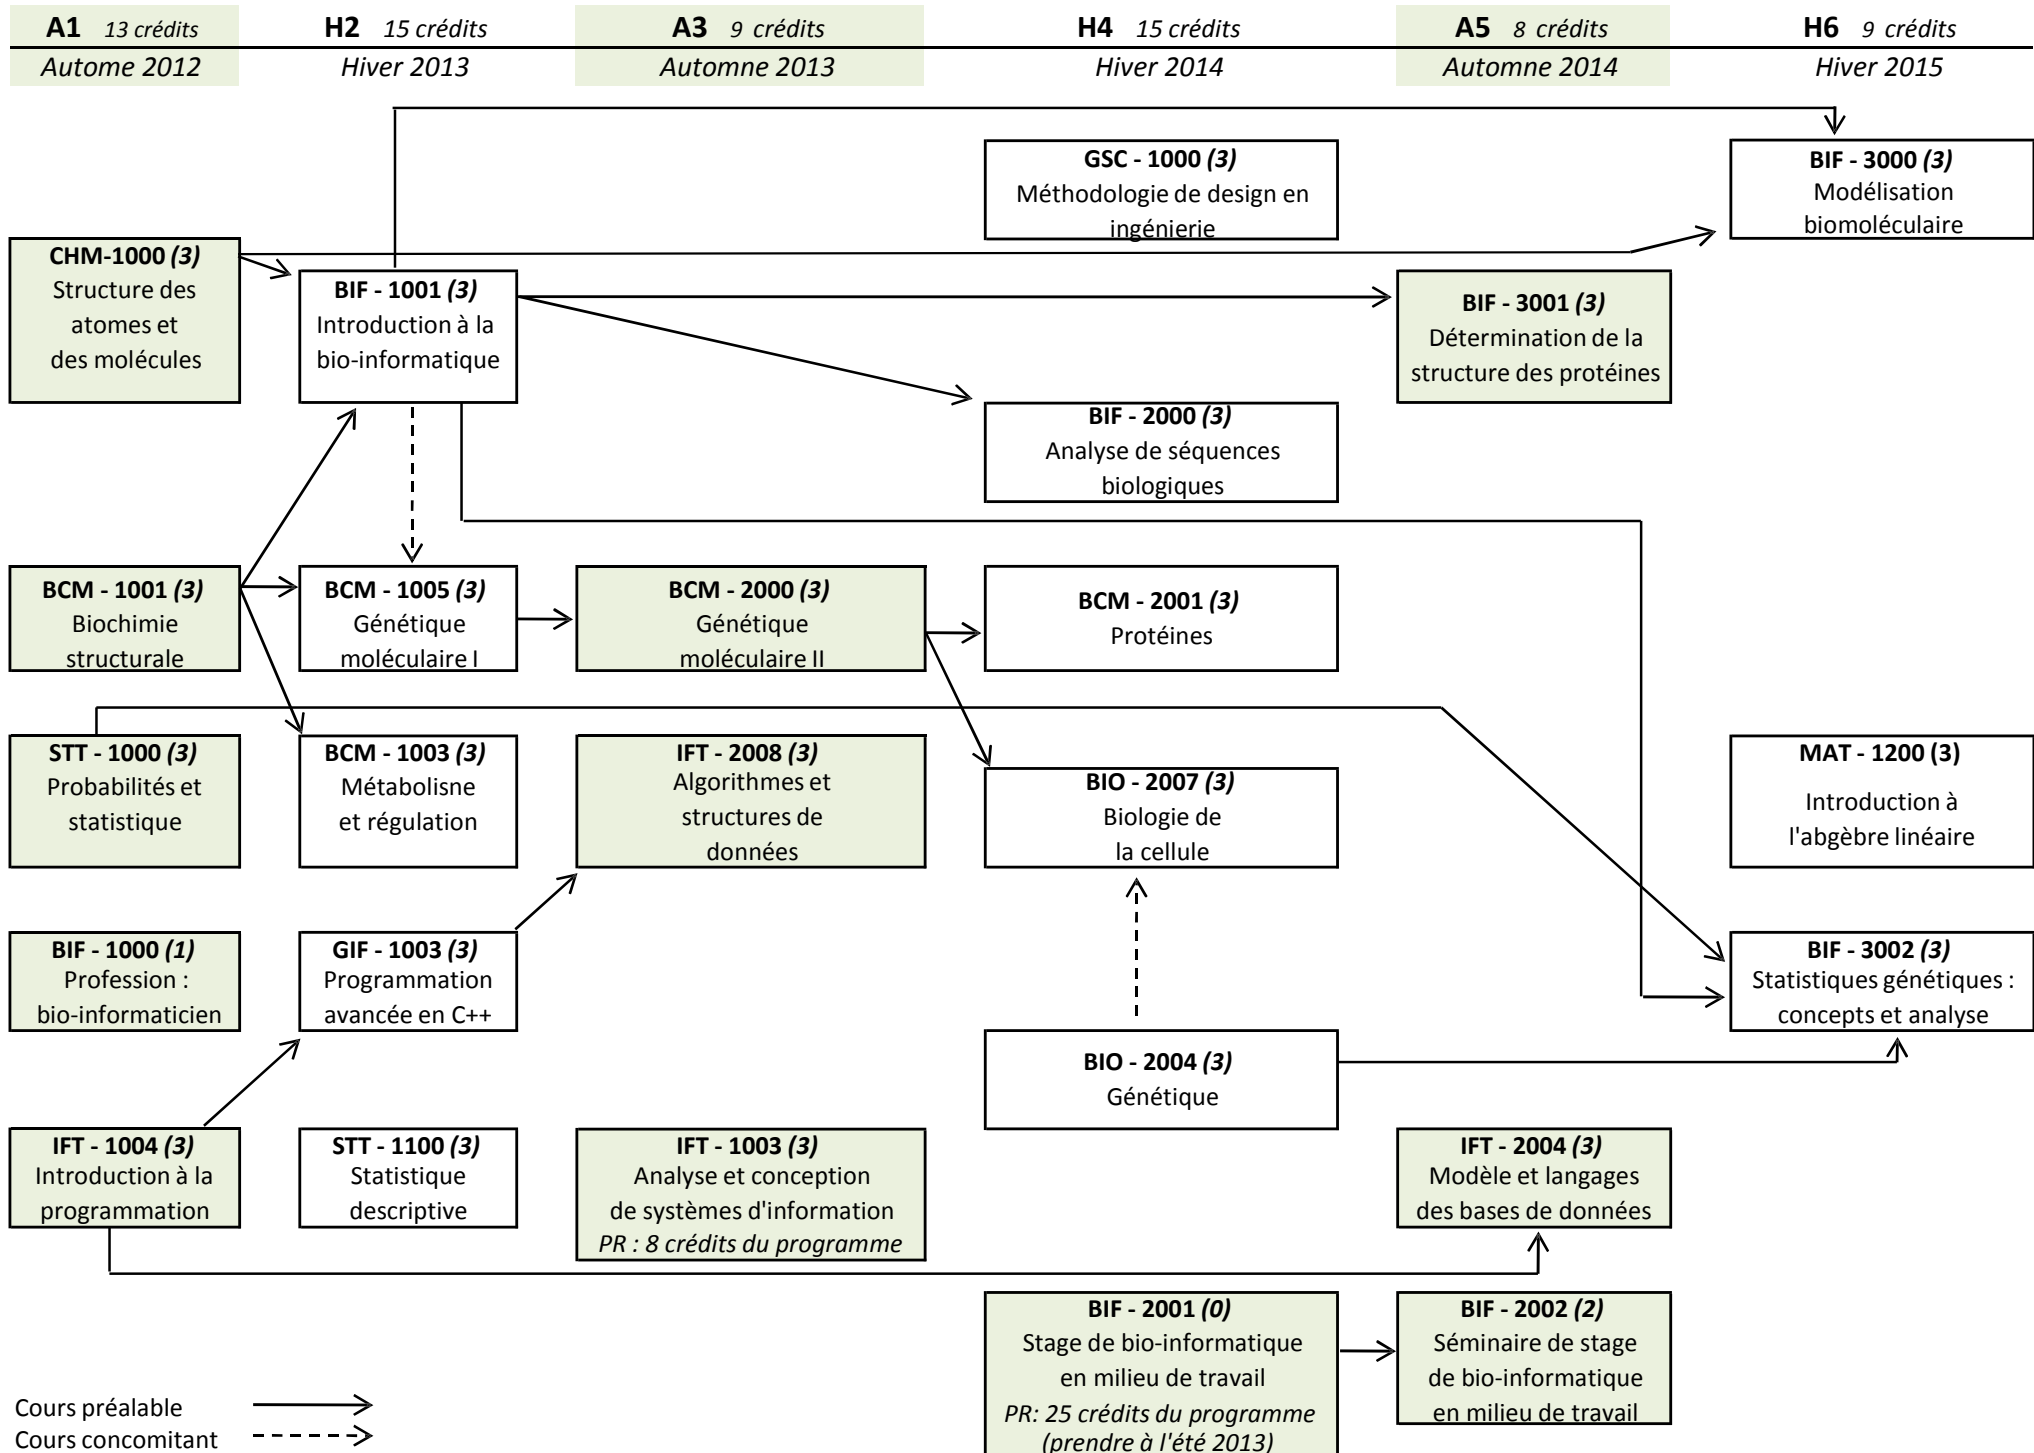 A1 13 crédits
H2 15 crédits
A3 9 crédits
H4 15 crédits
A5 8 crédits
H6 9 crédits
Autome 2012
Hiver 2013
Automne 2013
Hiver 2014
Automne 2014
Hiver 2015
GSC - 1000 (3)
Méthodologie de design en
ingénierie
BIF - 3000 (3)
Modélisation
biomoléculaire
CHM-1000 (3)
Structure des
atomes et
des molécules
BIF - 1001 (3)
Introduction à la
bio-informatique
BIF - 3001 (3)
Détermination de la
structure des protéines
BIF - 2000 (3)
Analyse de séquences
biologiques
BCM - 1001 (3)
Biochimie
structurale
BCM - 1005 (3)
Génétique
moléculaire I
BCM - 2000 (3)
Génétique
moléculaire II
BCM - 2001 (3)
Protéines
STT - 1000 (3)
Probabilités et
statistique
BCM - 1003 (3)
Métabolisne
et régulation
IFT - 2008 (3)
Algorithmes et
structures de
données
BIO - 2007 (3)
Biologie de
la cellule
MAT - 1200 (3)
Introduction à
l'abgèbre linéaire
BIF - 1000 (1)
Profession :
bio-informaticien
GIF - 1003 (3)
Programmation
avancée en C++
BIF - 3002 (3)
Statistiques génétiques :
concepts et analyse
BIO - 2004 (3)
Génétique
IFT - 1004 (3)
Introduction à la
programmation
STT - 1100 (3)
Statistique
descriptive
IFT - 1003 (3)
Analyse et conception
de systèmes d'information
PR : 8 crédits du programme
IFT - 2004 (3)
Modèle et langages
des bases de données
BIF - 2001 (0)
Stage de bio-informatique
en milieu de travail
PR: 25 crédits du programme
(prendre à l'été 2013)
BIF - 2002 (2)
Séminaire de stage
de bio-informatique
en milieu de travail
Cours préalable
Cours concomitant